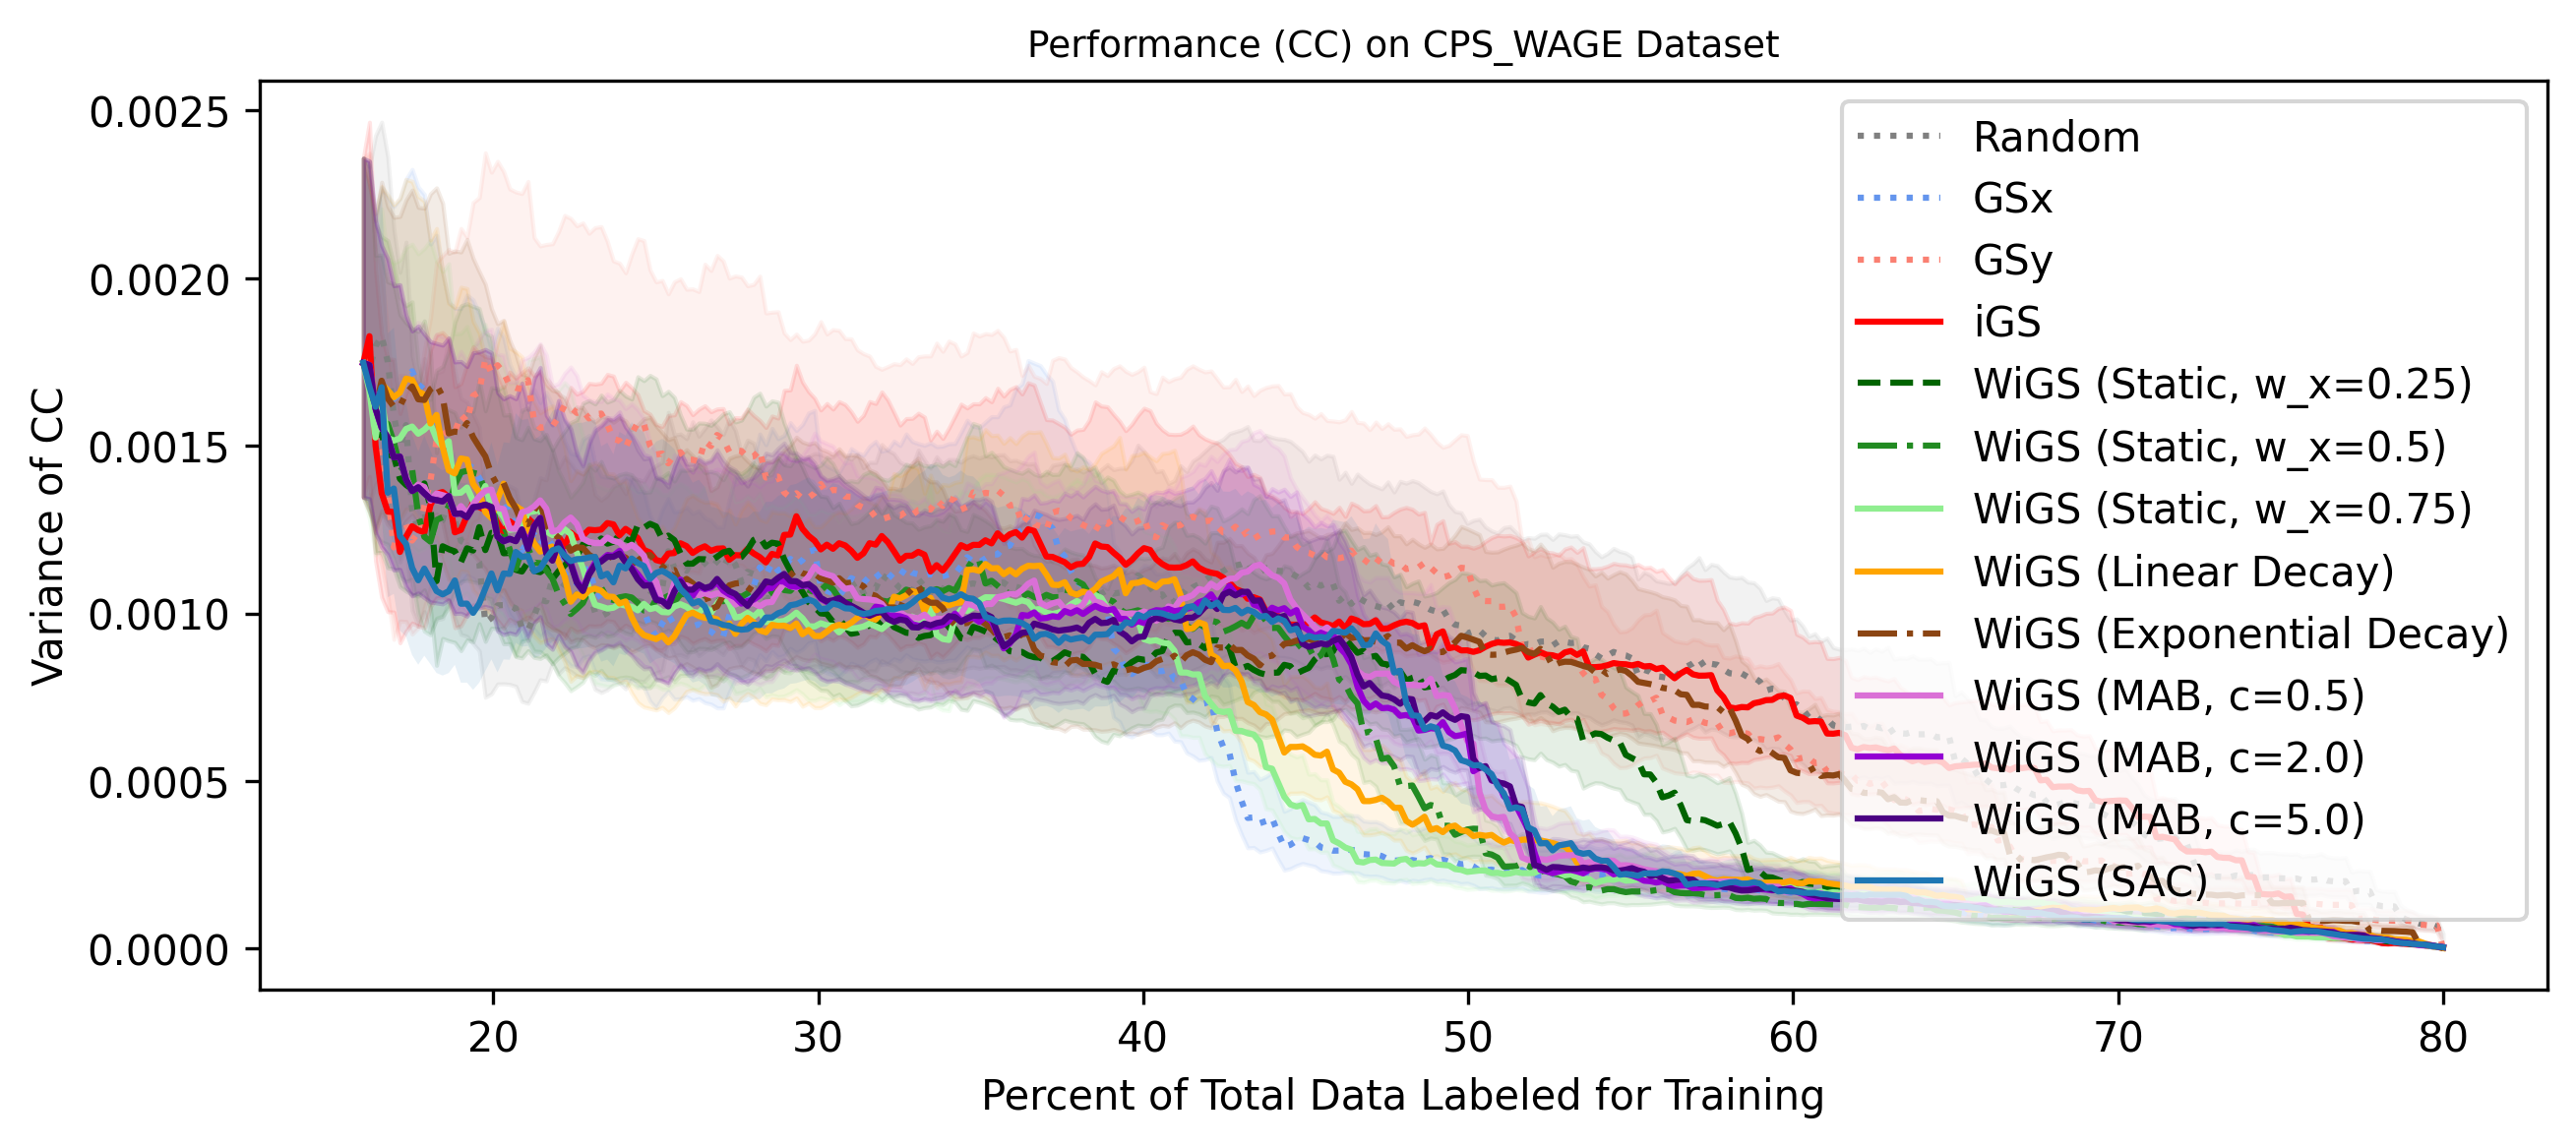 Performance (CC) on CPS_WAGE Dataset
Variance of CC
0.0025
0.0020
0.0015
0.0010
0.0005
0.0000
Random
GSx
GSy
iGS
WiGS (Static, w_x=0.25)
WiGS (Static, w_x=0.5)
WiGS (Static, w_x=0.75)
WiGS (Linear Decay)
WiGS (Exponential Decay)
WiGS (MAB, c=0.5)
WiGS (MAB, c=2.0)
WiGS (MAB, c=5.0)
WiGS (SAC)
20 30 40 50 60 70 80
Percent of Total Data Labeled for Training